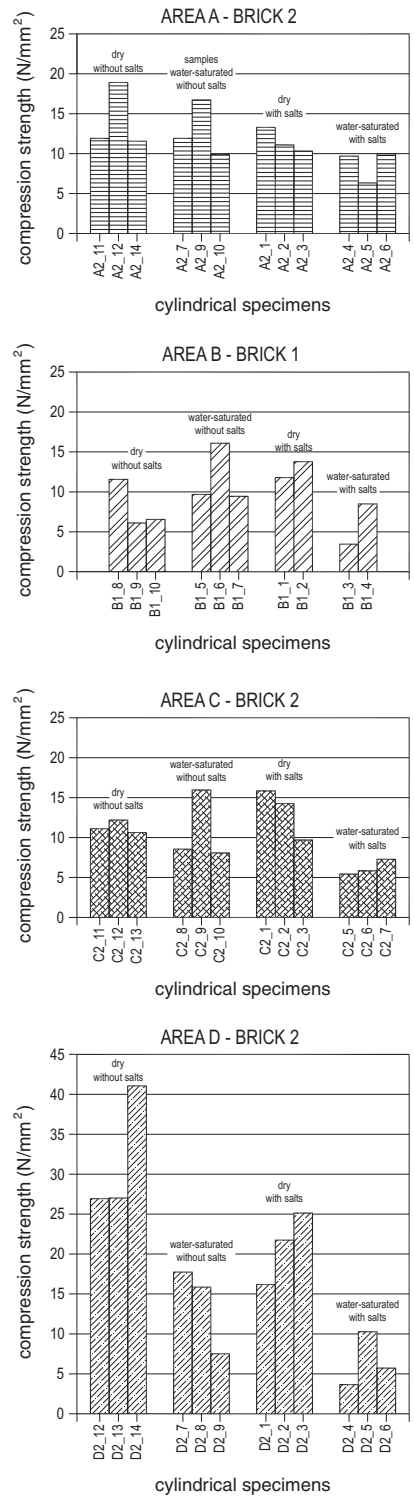 AREA A - BRICK 2
compression strength (N/mm²)
25
20
15
10
5
0
dry
without salts
samples
water-saturated
without salts
dry
with salts
water-saturated
with salts
A2_11
A2_12
A2_14
A2_7
A2_9
A2_10
A2_1
A2_2
A2_3
A2_4
A2_5
A2_6
cylindrical specimens
AREA B - BRICK 1
compression strength (N/mm²)
25
20
15
10
5
0
dry
without salts
water-saturated
without salts
dry
with salts
water-saturated
with salts
B1_8
B1_9
B1_10
B1_5
B1_6
B1_7
B1_1
B1_2
B1_3
B1_4
cylindrical specimens
AREA C - BRICK 2
compression strength (N/mm²)
25
20
15
10
5
0
dry
without salts
water-saturated
without salts
dry
with salts
water-saturated
with salts
C2_11
C2_12
C2_13
C2_8
C2_9
C2_10
C2_1
C2_2
C2_3
C2_5
C2_6
C2_7
cylindrical specimens
AREA D - BRICK 2
compression strength (N/mm²)
45
40
35
30
25
20
15
10
5
0
dry
without salts
water-saturated
without salts
dry
with salts
water-saturated
with salts
D2_12
D2_13
D2_14
D2_7
D2_8
D2_9
D2_1
D2_2
D2_3
D2_4
D2_5
D2_6
cylindrical specimens